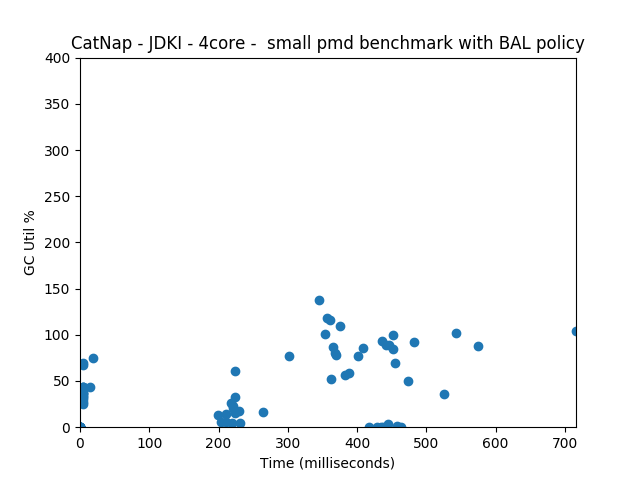 CatNap - JDKI - 4core -  small pmd benchmark with BAL policy
400
350
300
250
200
150
100
50
0
GC Util %
0 100 200 300 400 500 600 700
Time (milliseconds)